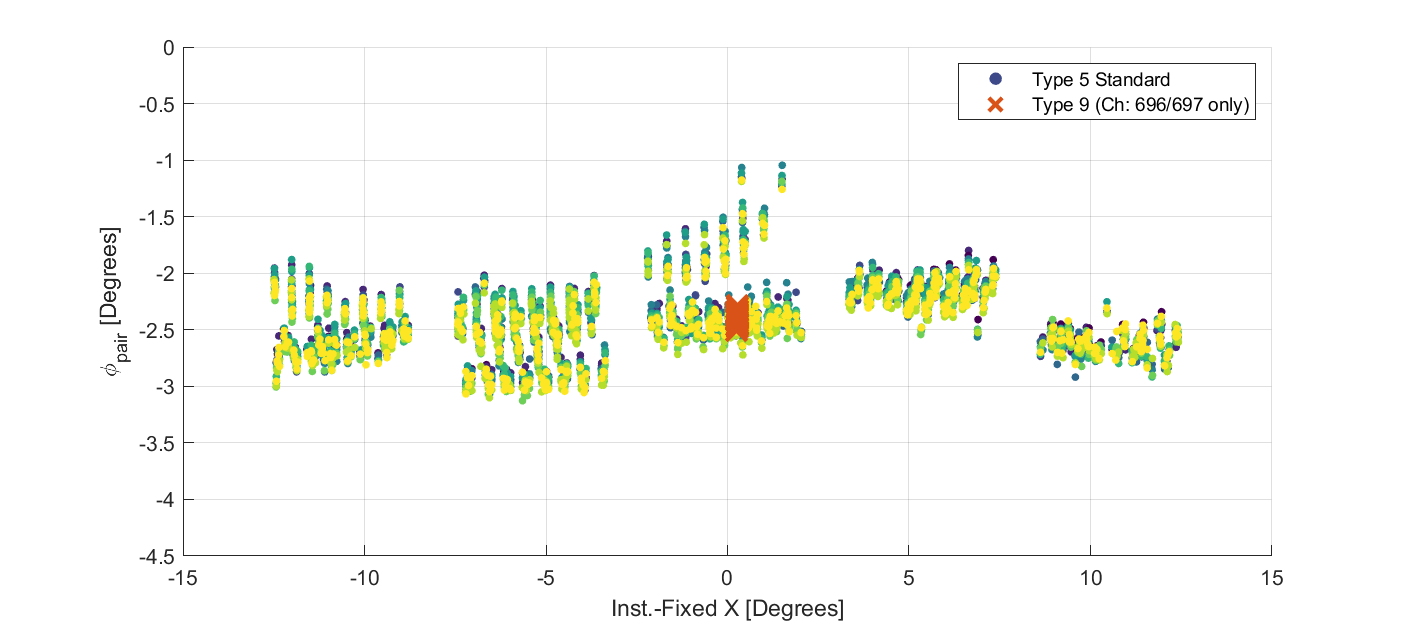 Type 5 Standard
Type 9 (Ch: 696/697 only)
0
-0.5
-1
-1.5
-2
-2.5
-3
-3.5
-4
-4.5
ϕpair [Degrees]
-15 -10 -5 0 5 10 15
Inst.-Fixed X [Degrees]